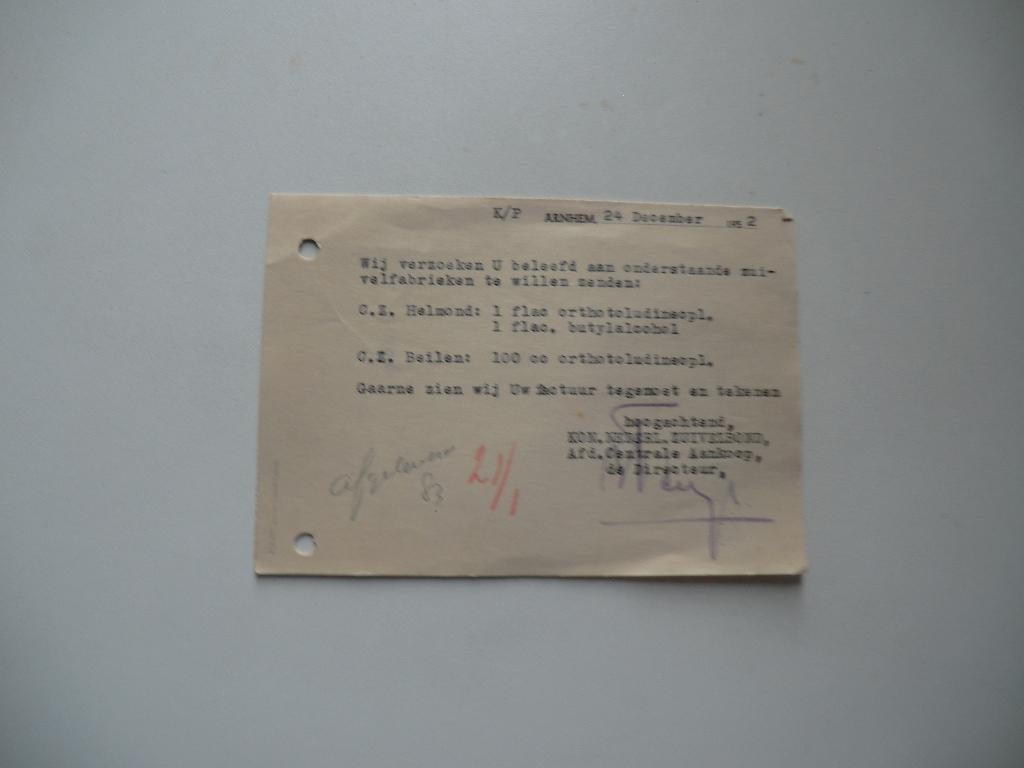 K/P ARNHEM, 24 December 1952
Wij verzoeken U beleefd aan onderstaande zui-
velfabrieken te willen zenden:
C.Z. Helmond: 1 flac orthotoludineopl.
1 flac. butylalcohol
C.Z. Beilen: 100 cc orthotoludineopl.
Gaarne zien wij Uw factuur tegemoet en tekenen
hoogachtend,
KON. NEDERL. ZUIVELBOND,
Afd. Centrale Aankoop,
de Directeur,
afgeleverd
83
21/1